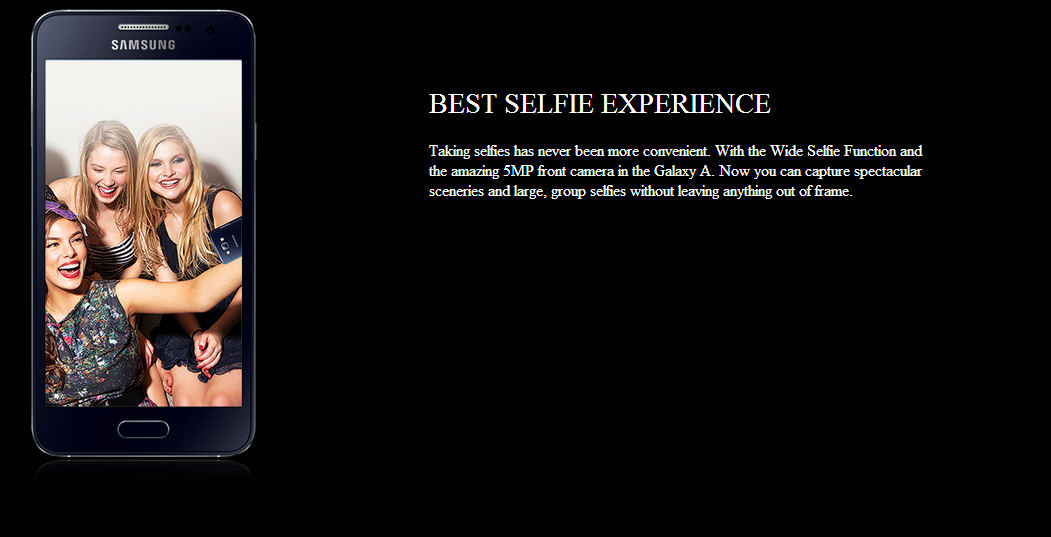 SAMSUNG
BEST SELFIE EXPERIENCE
Taking selfies has never been more convenient. With the Wide Selfie Function and
the amazing 5MP front camera in the Galaxy A. Now you can capture spectacular
sceneries and large, group selfies without leaving anything out of frame.